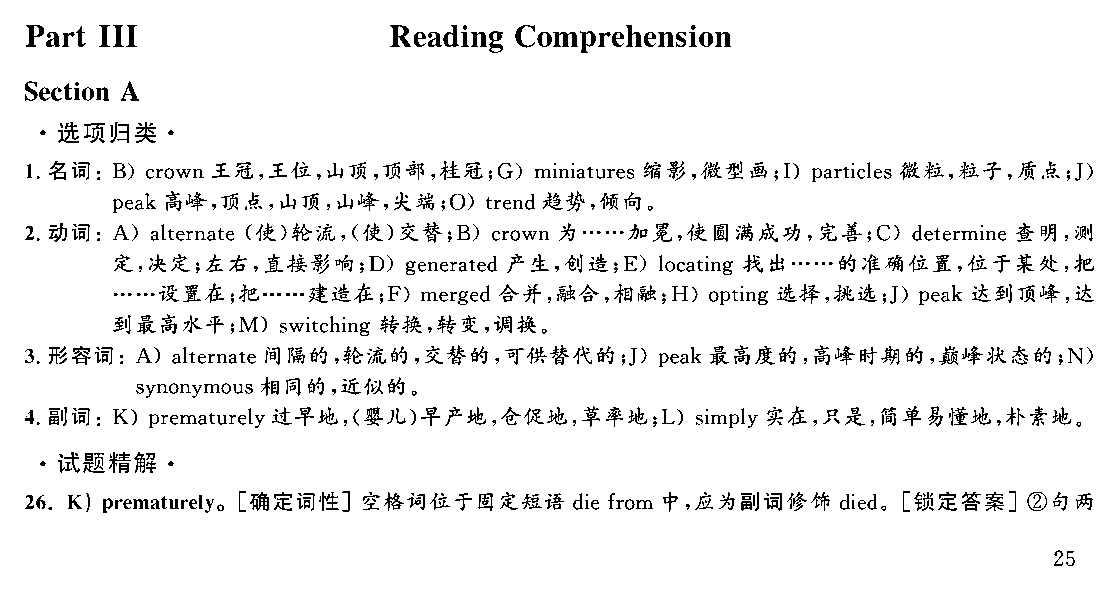 Part III Reading Comprehension
Section A
·选项归类·
1. 名词：B) crown 王冠,王位,山顶,顶部,桂冠;G) miniatures 缩影,微型画;I) particles 微粒,粒子,质点;J)
peak 高峰,顶点,山顶,山峰,尖端;O) trend 趋势,倾向。
2. 动词：A) alternate (使)轮流,(使)交替;B) crown 为……加冕,使圆满成功,完善;C) determine 查明,测
定,决定;左右,直接影响;D) generated 产生,创造;E) locating 找出……的准确位置,位于某处,把
……设置在;把……建造在;F) merged 合并,融合,相融;H) opting 选择,挑选;J) peak 达到顶峰,达
到最高水平;M) switching 转换,转变,调换。
3. 形容词：A) alternate 间隔的,轮流的,交替的,可供替代的;J) peak 最高度的,高峰时期的,巅峰状态的;N)
synonymous 相同的,近似的。
4. 副词：K) prematurely 过早地,(婴儿)早产地,仓促地,草率地;L) simply 实在,只是,简单易懂地,朴素地。
·试题精解·
26. K) prematurely。[确定词性] 空格词位于固定短语 die from 中,应为副词修饰 died。[锁定答案] ②句两
25